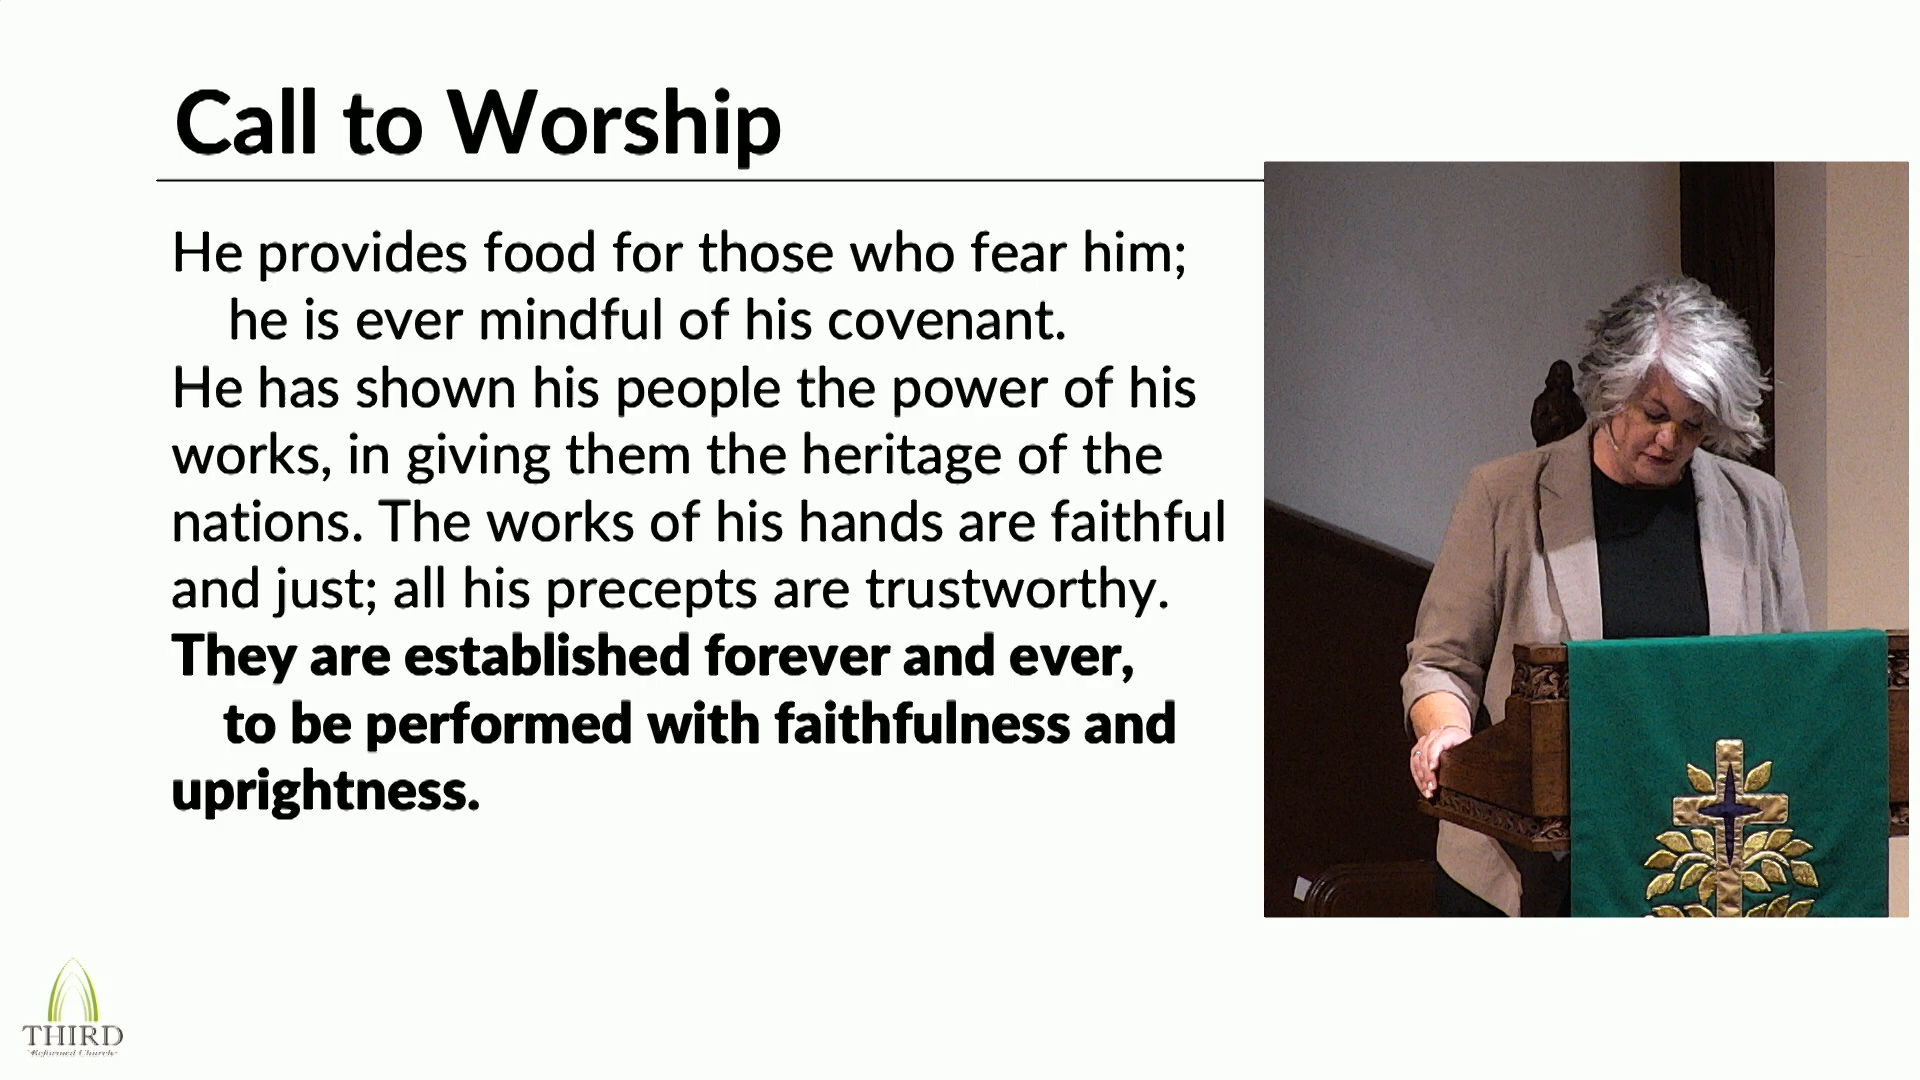 Call to Worship
He provides food for those who fear him;
he is ever mindful of his covenant.
He has shown his people the power of his
works, in giving them the heritage of the
nations. The works of his hands are faithful
and just; all his precepts are trustworthy.
They are established forever and ever,
to be performed with faithfulness and
uprightness.
THIRD
Reformed Church